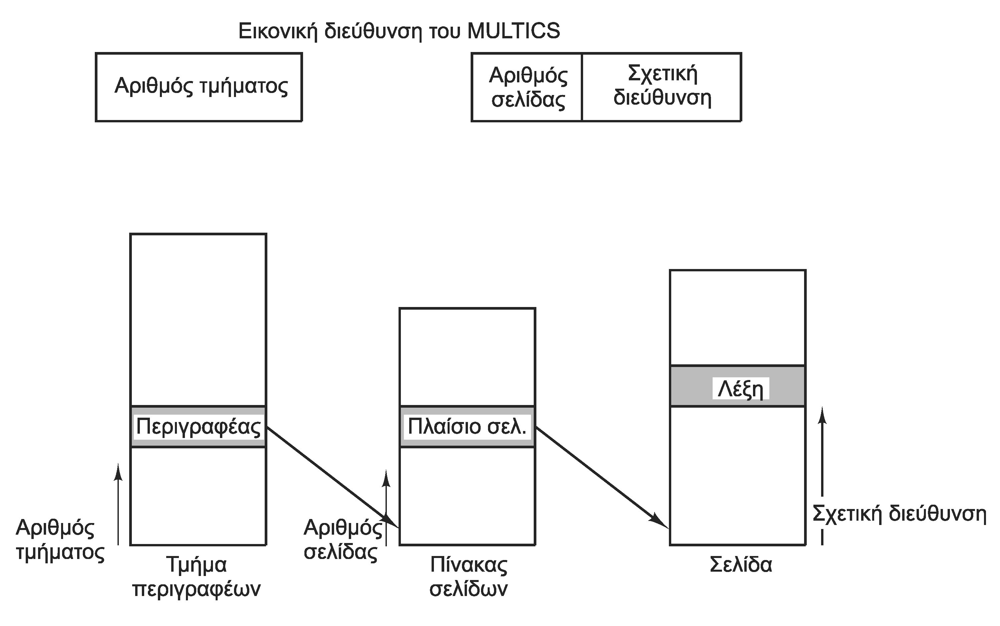 Εικονική διεύθυνση του MULTICS
Αριθμός τμήματος
Αριθμός
σελίδας
Σχετική
διεύθυνση
Περιγραφέας
Πλαίσιο σελ.
Λέξη
Αριθμός
τμήματος
Τμήμα
περιγραφέων
Αριθμός
σελίδας
Πίνακας
σελίδων
Σελίδα
Σχετική διεύθυνση